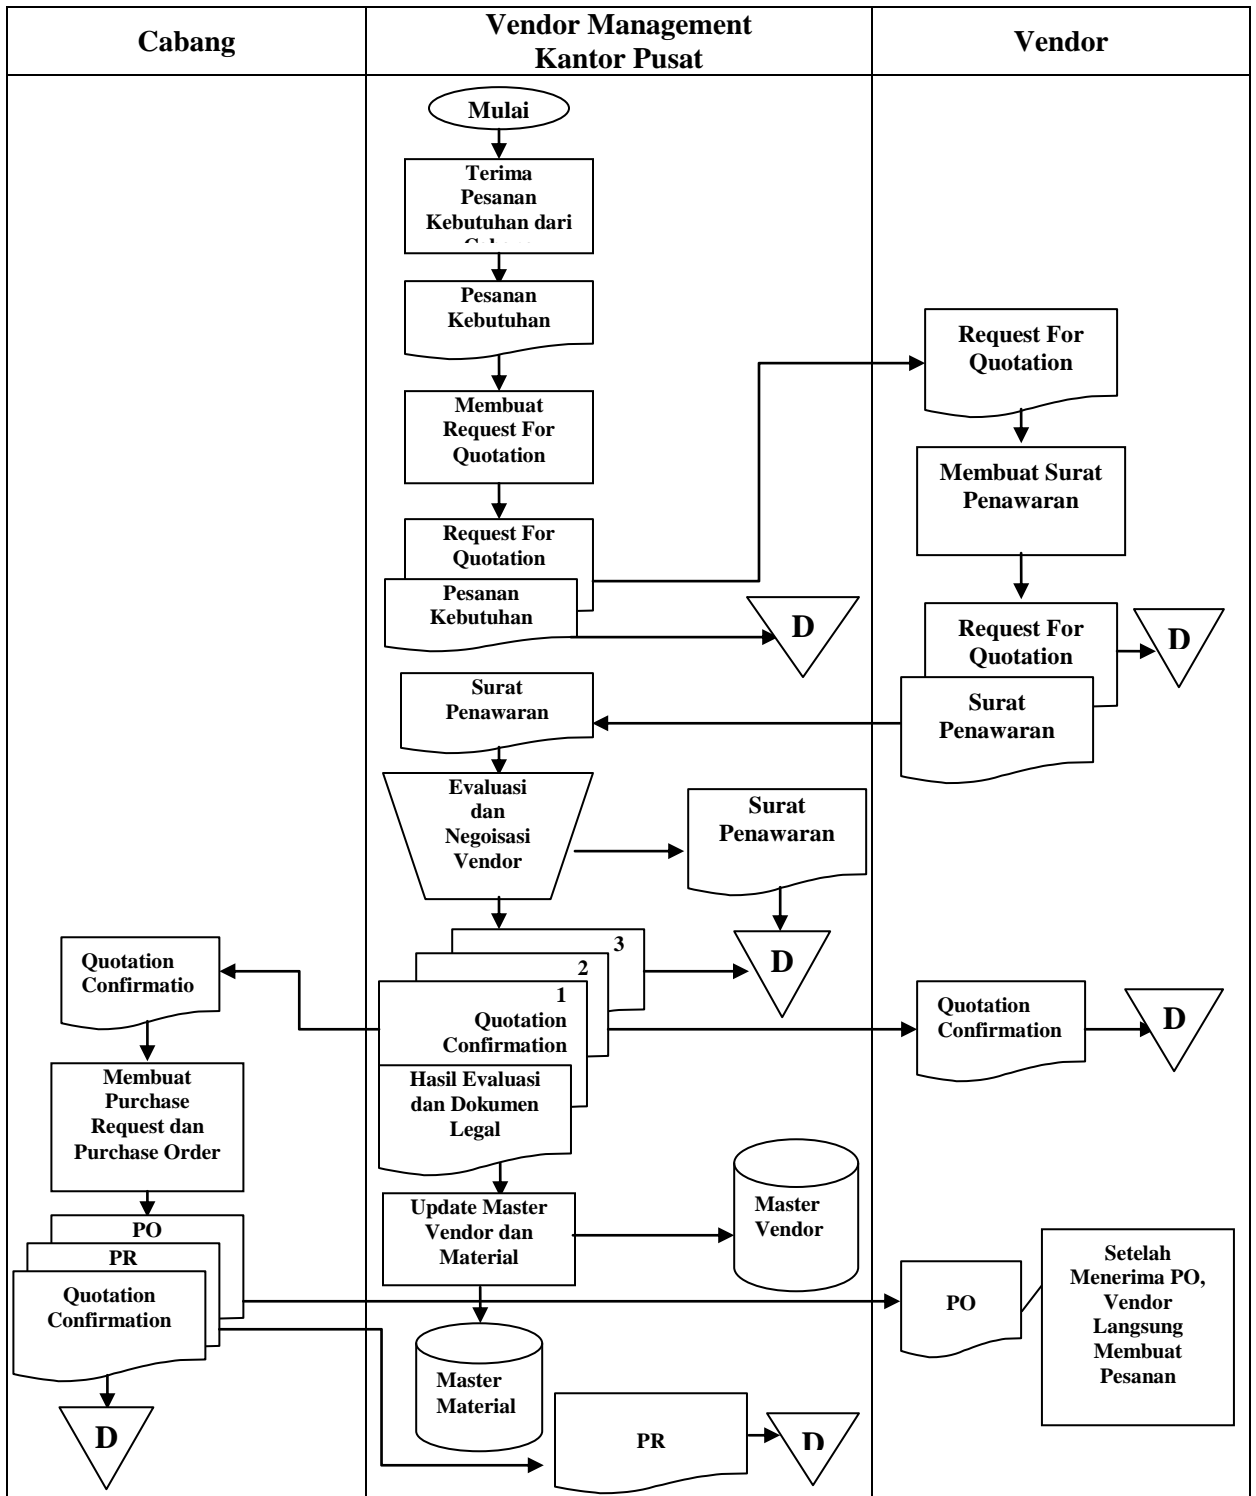 Cabang
Vendor Management
Kantor Pusat
Vendor
Mulai
Terima
Pesanan
Kebutuhan dari
Pesanan
Kebutuhan
Membuat
Request For
Quotation
Request For
Quotation
Pesanan
Kebutuhan
D
Request For
Quotation
Membuat Surat
Penawaran
Request For
Quotation
D
Surat
Penawaran
Surat
Penawaran
Evaluasi
dan
Negoisasi
Vendor
Surat
Penawaran
D
3
2
1
Quotation
Confirmation
Hasil Evaluasi
dan Dokumen
Legal
Quotation
Confirmatio
Quotation
Confirmation
D
Membuat
Purchase
Request dan
Purchase Order
Update Master
Vendor dan
Material
Master
Vendor
PO
PR
Quotation
Confirmation
D
Master
Material
PR
D
PO
Setelah
Menerima PO,
Vendor
Langsung
Membuat
Pesanan